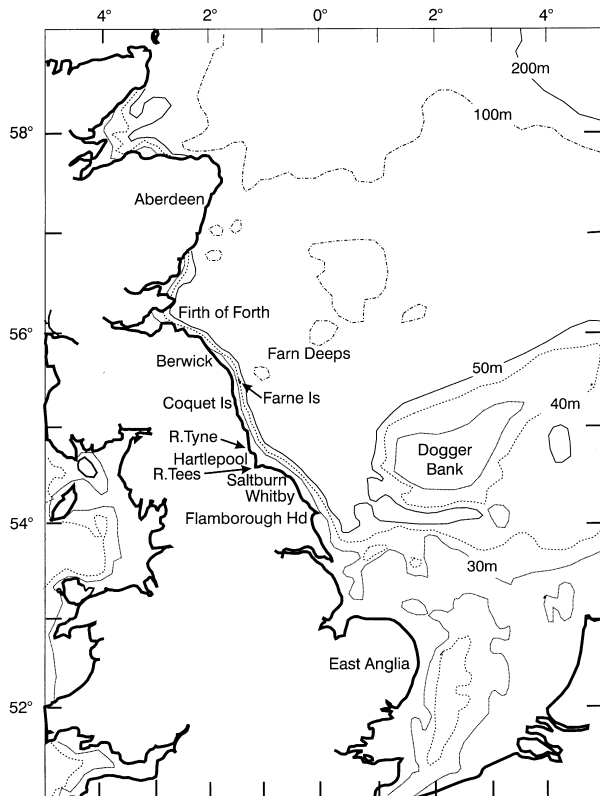 4°
2°
0°
2°
4°
200m
100m
58°
Aberdeen
Firth of Forth
56°
Farn Deeps
Berwick
50m
Farne Is
Coquet Is
40m
R.Tyne
Dogger
Bank
Hartlepool
R.Tees
Saltburn
Whitby
Flamborough Hd
54°
30m
East Anglia
52°